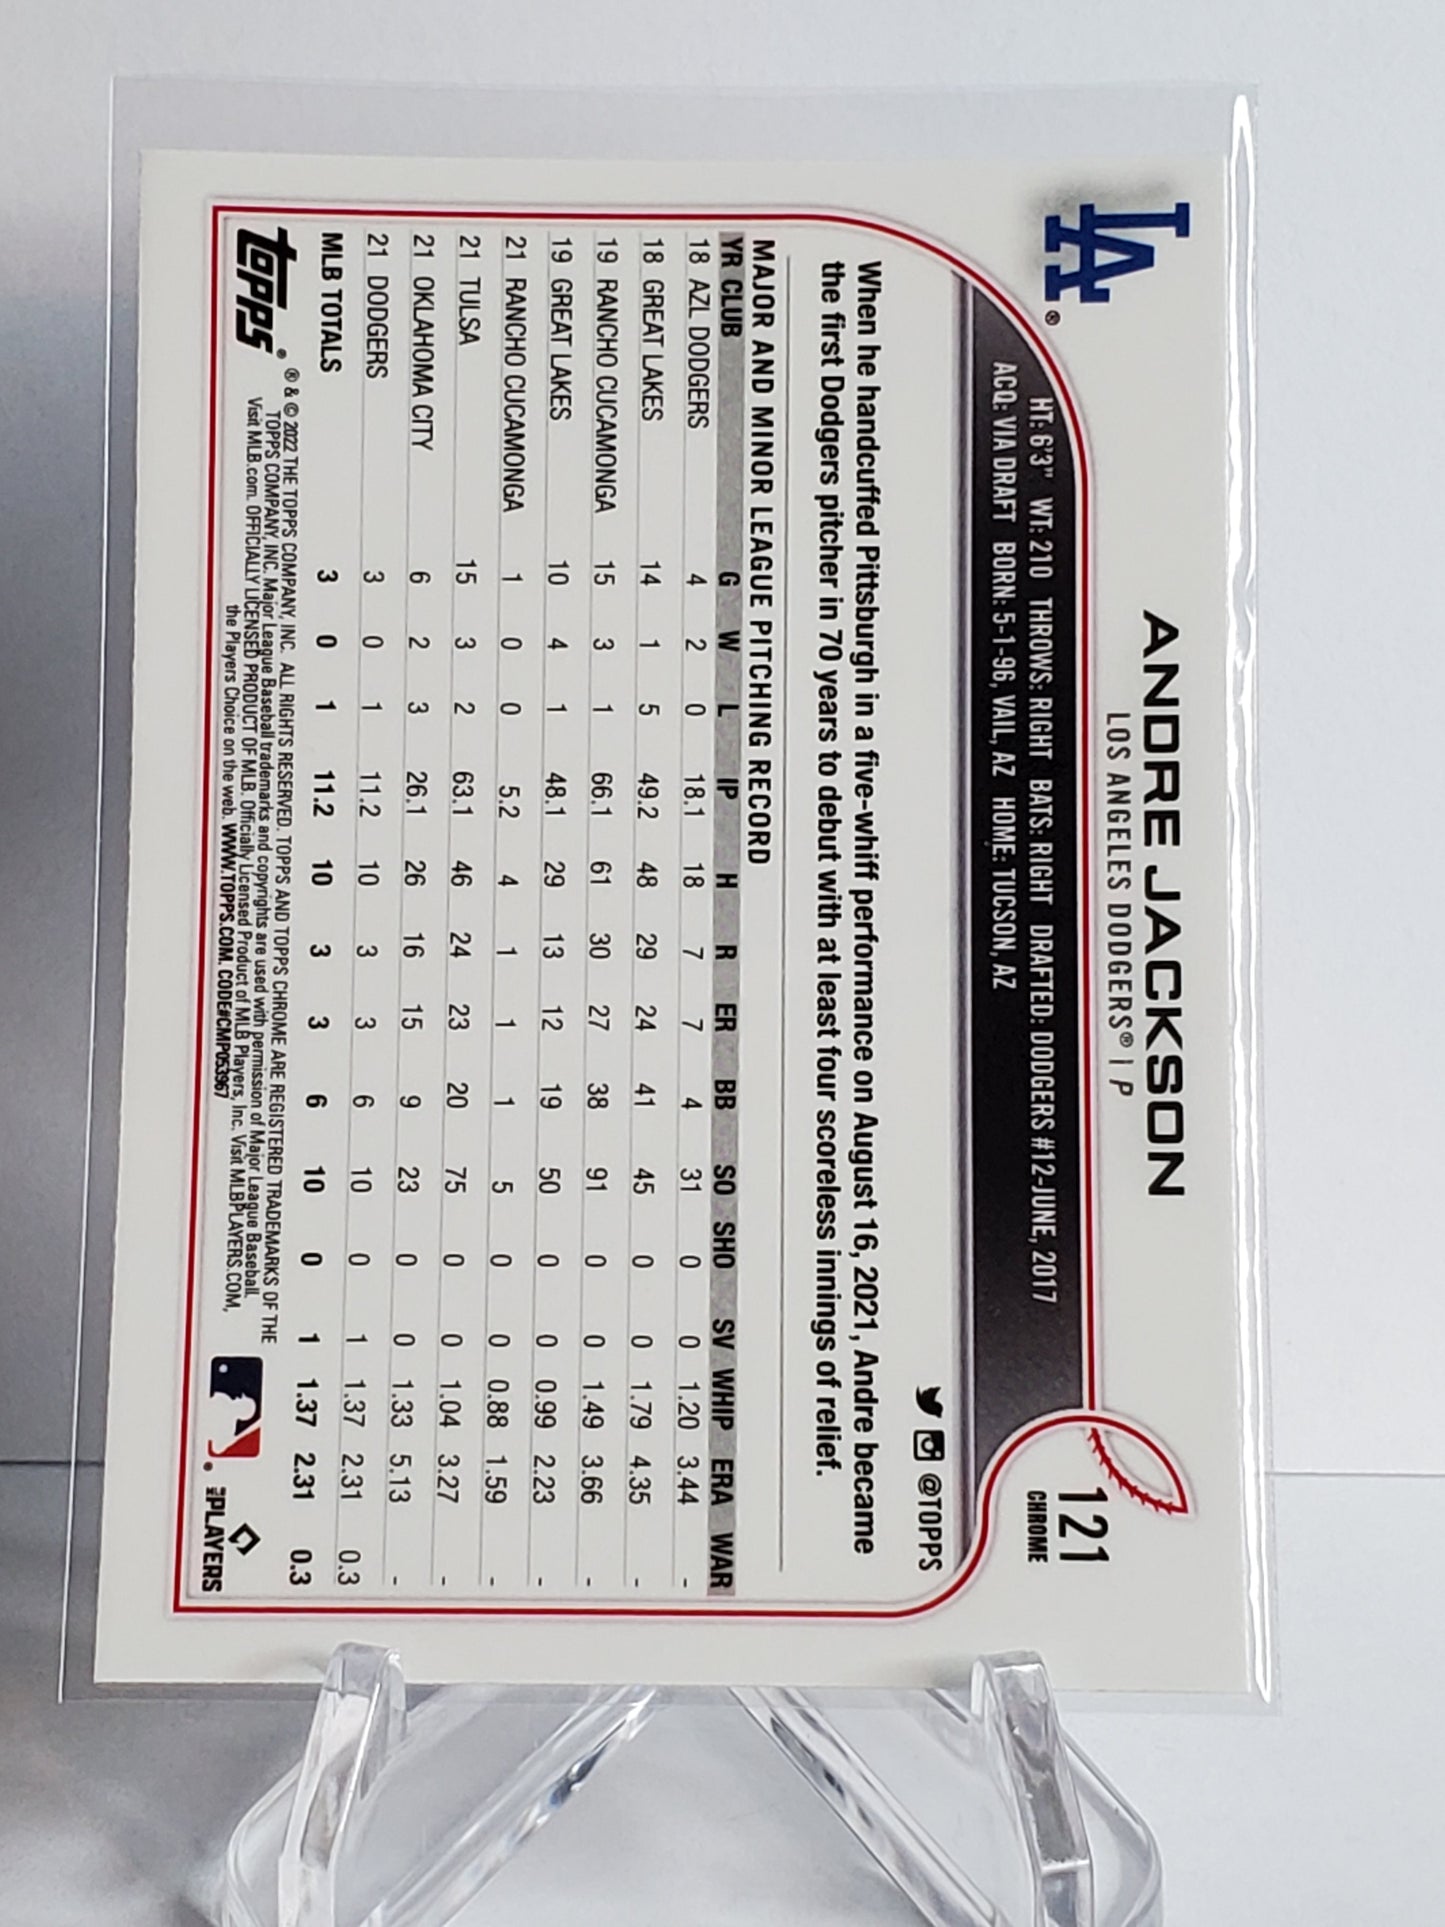 LA®
ANDRE JACKSON
LOS ANGELES DODGERS® | P
121
CHROME
HT: 6'3" WT: 210 THROWS: RIGHT BATS: RIGHT DRAFTED: DODGERS #12-JUNE, 2017
ACQ: VIA DRAFT BORN: 5-1-96, VAIL, AZ HOME: TUCSON, AZ
@TOPPS
When he handcuffed Pittsburgh in a five-whiff performance on August 16, 2021, Andre became
the first Dodgers pitcher in 70 years to debut with at least four scoreless innings of relief.
MAJOR AND MINOR LEAGUE PITCHING RECORD
YR CLUB G W L IP H R ER BB SO SHO SV WHIP ERA WAR
18 AZL DODGERS 4 2 0 18.1 18 7 7 4 31 0 0 1.20 3.44 -
18 GREAT LAKES 14 1 5 49.2 48 29 24 41 45 0 0 1.79 4.35 -
19 RANCHO CUCAMONGA 15 3 1 66.1 61 30 27 38 91 0 0 1.49 3.66 -
19 GREAT LAKES 10 4 1 48.1 29 13 12 19 50 0 0 0.99 2.23 -
21 RANCHO CUCAMONGA 1 0 0 5.2 4 1 1 1 5 0 0 0.88 1.59 -
21 TULSA 15 3 2 63.1 46 24 23 20 75 0 0 1.04 3.27 -
21 OKLAHOMA CITY 6 2 3 26.1 26 16 15 9 23 0 0 1.33 5.13 -
21 DODGERS 3 0 1 11.2 10 3 3 6 10 0 1 1.37 2.31 0.3
MLB TOTALS 3 0 1 11.2 10 3 3 6 10 0 1 1.37 2.31 0.3
topps®
® & © 2022 THE TOPPS COMPANY, INC. ALL RIGHTS RESERVED. TOPPS AND TOPPS CHROME ARE REGISTERED TRADEMARKS OF THE
TOPPS COMPANY, INC. Major League Baseball trademarks and copyrights are used with permission of Major League Baseball.
Visit MLB.com. OFFICIALLY LICENSED PRODUCT OF MLB. Officially Licensed Product of MLB Players, Inc. Visit MLBPLAYERS.COM,
the Players Choice on the web. WWW.TOPPS.COM. CODE#CMP053967
MLB PLAYERS